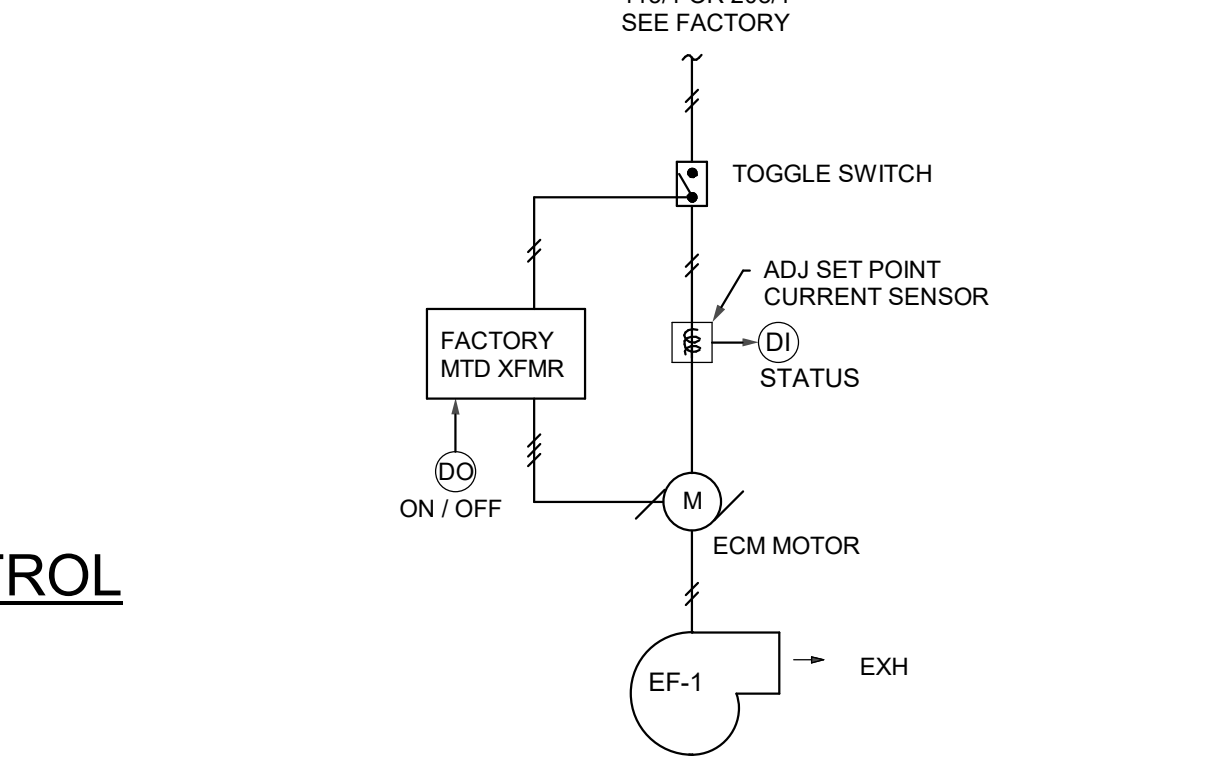 SEE FACTORY
TOGGLE SWITCH
ADJ SET POINT
CURRENT SENSOR
FACTORY
MTD XFMR
DI
STATUS
DO
ON / OFF
M
ECM MOTOR
TROL
EF-1
EXH